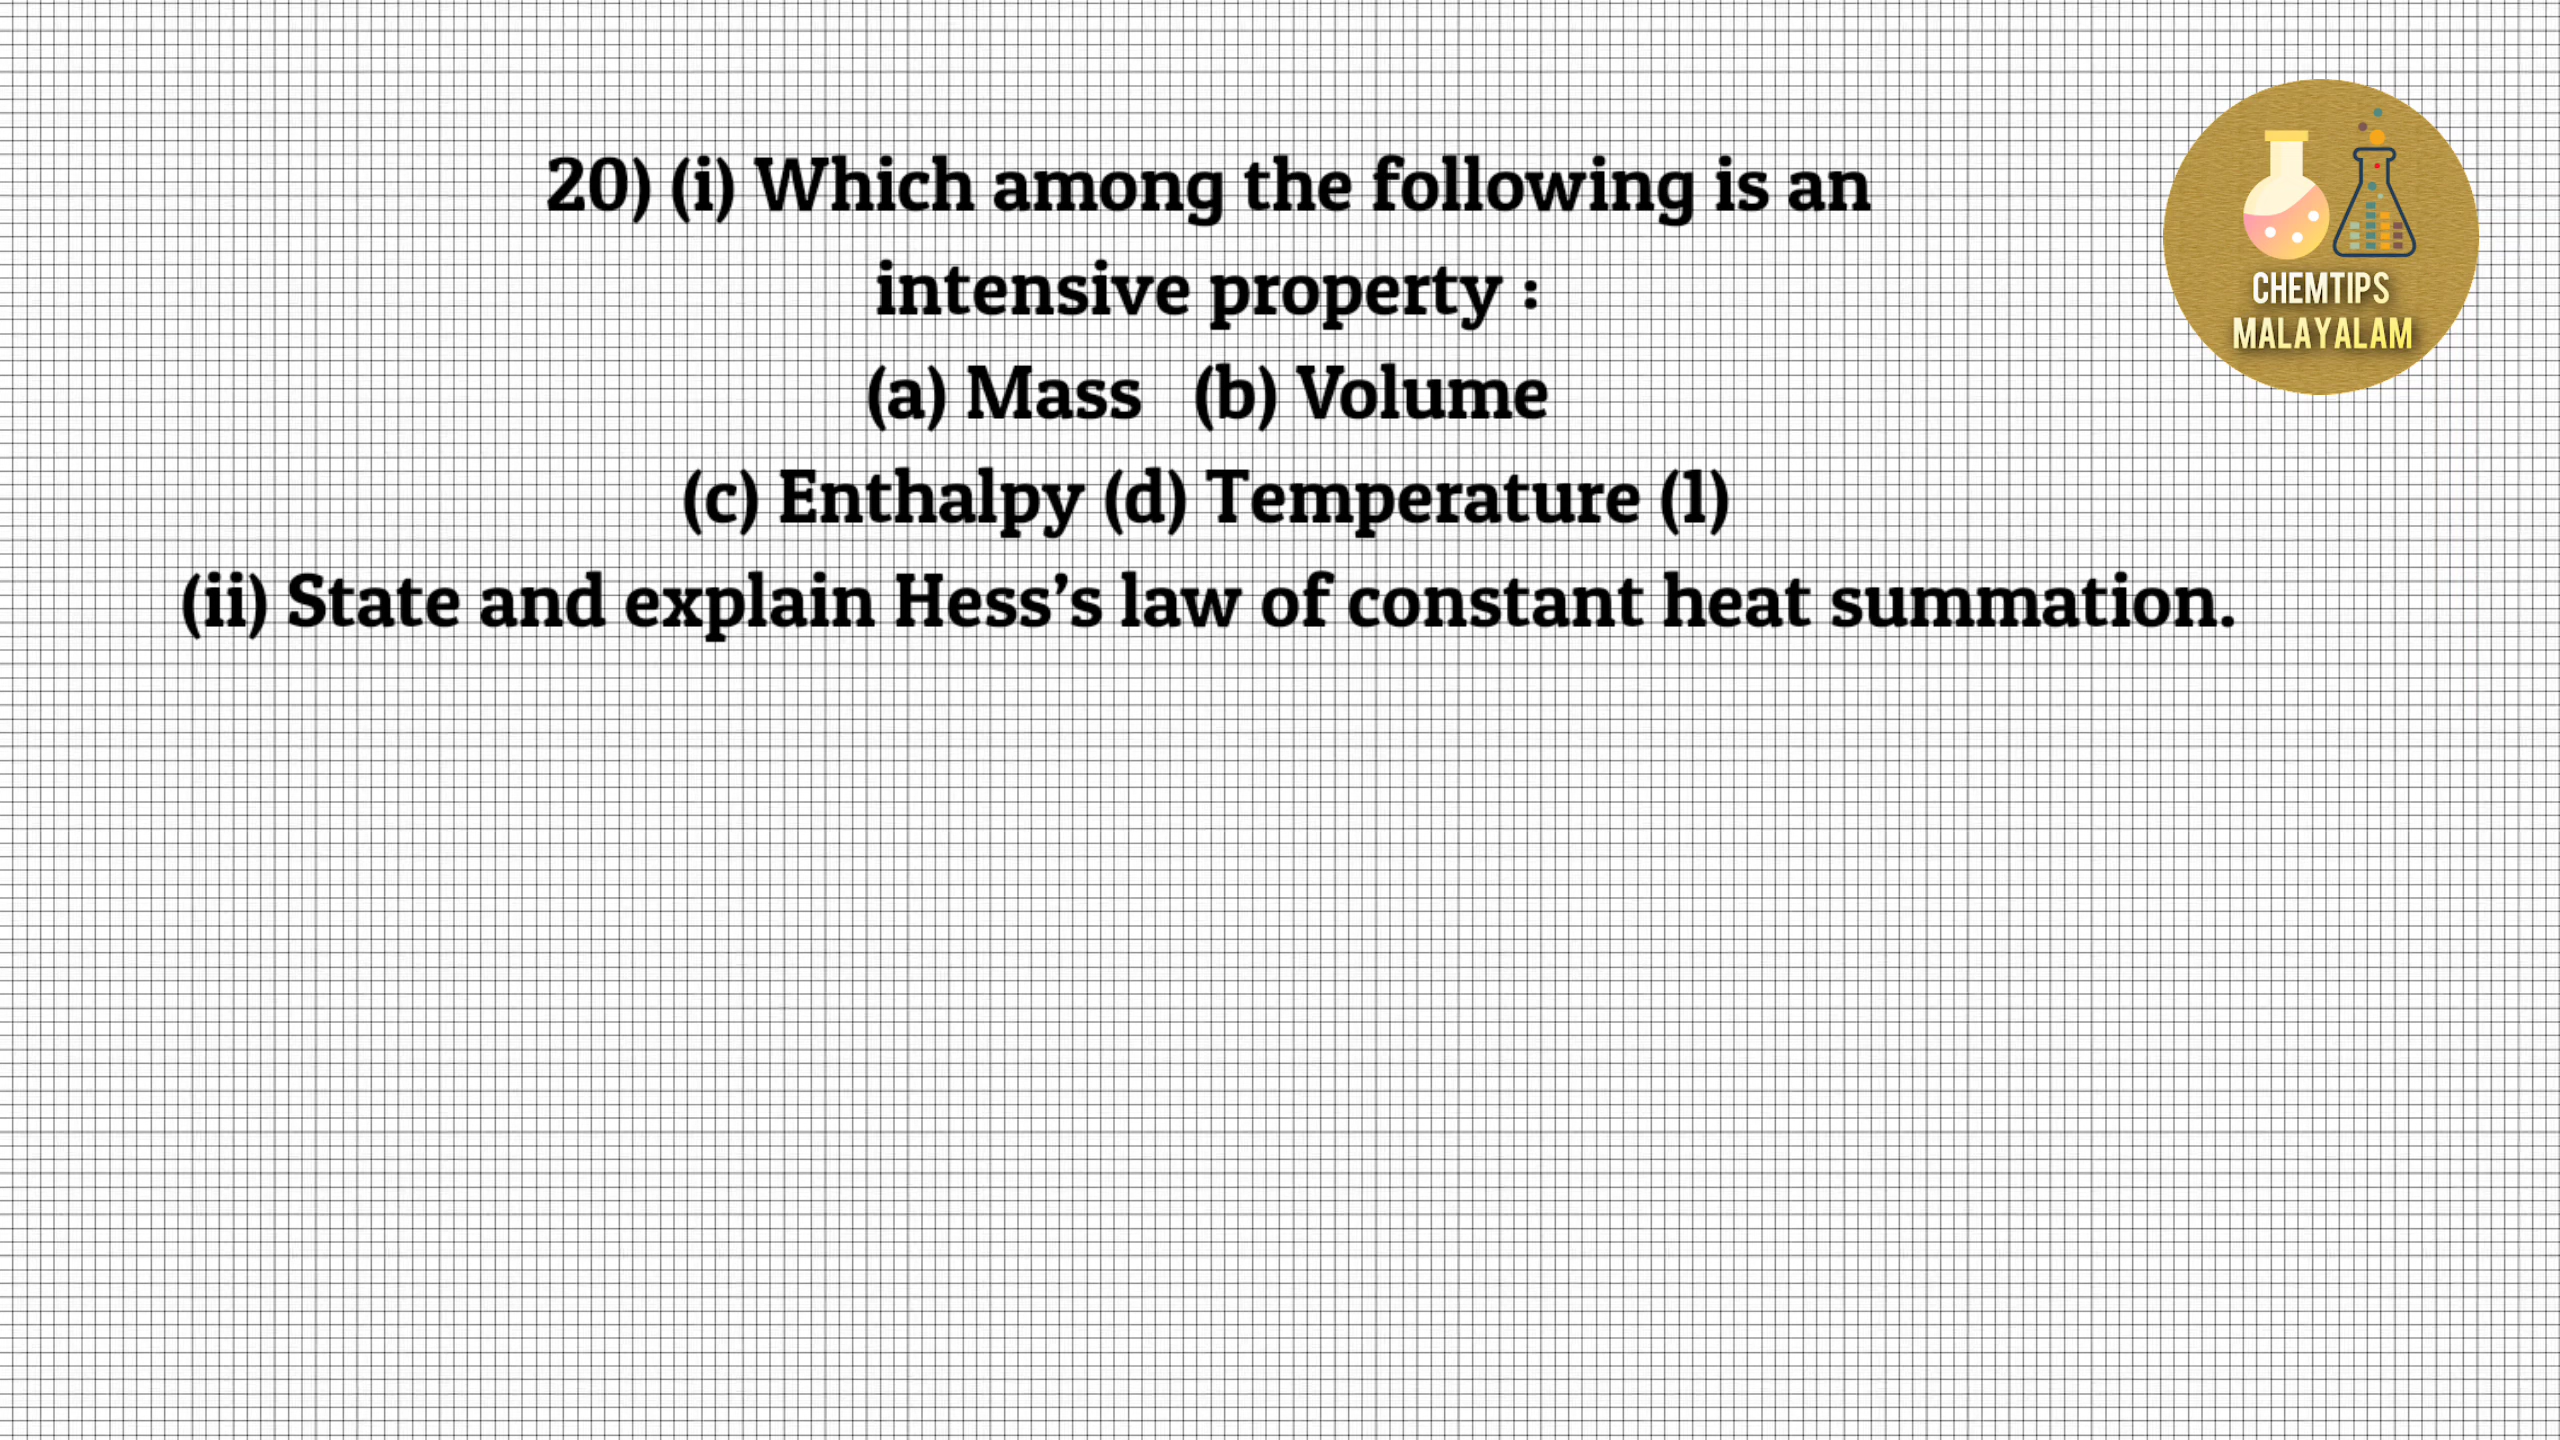 20) (i) Which among the following is an
intensive property :
(a) Mass (b) Volume
(c) Enthalpy (d) Temperature (1)
(ii) State and explain Hess’s law of constant heat summation.
CHEMTIPS
MALAYALAM